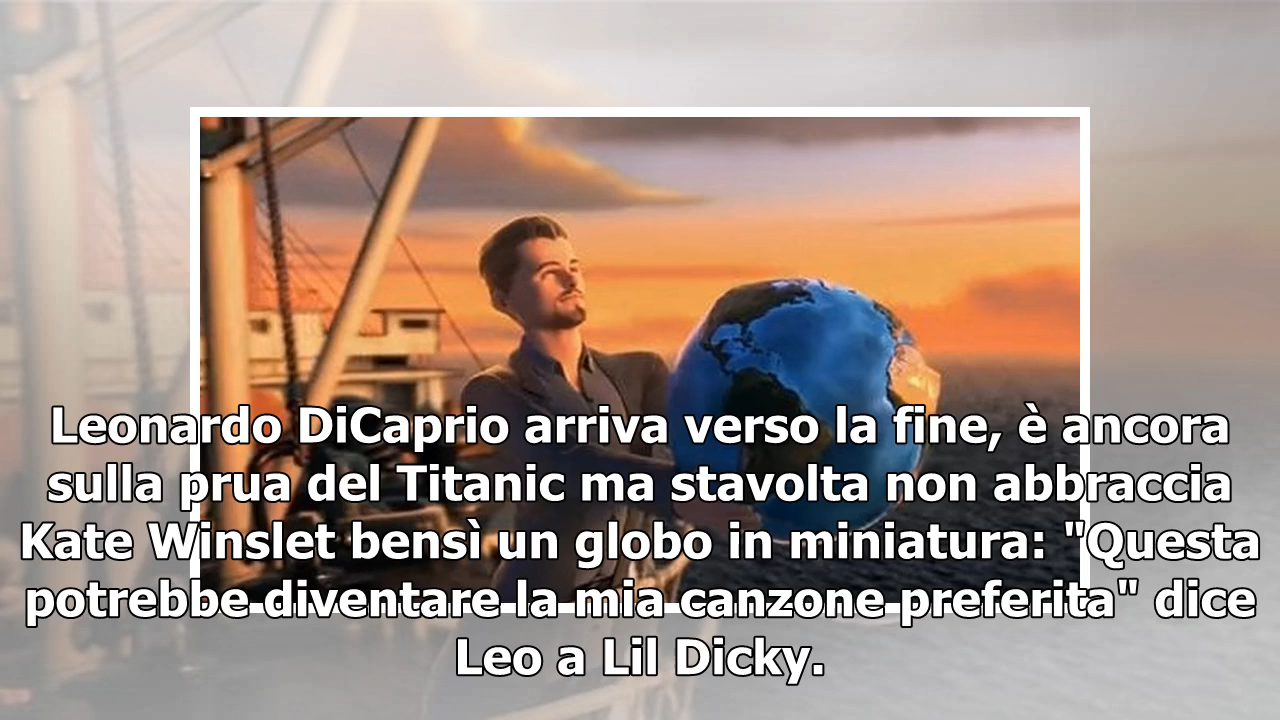 Leonardo DiCaprio arriva verso la fine, è ancora
sulla prua del Titanic ma stavolta non abbraccia
Kate Winslet bensì un globo in miniatura: "Questa
potrebbe diventare la mia canzone preferita" dice
Leo a Lil Dicky.